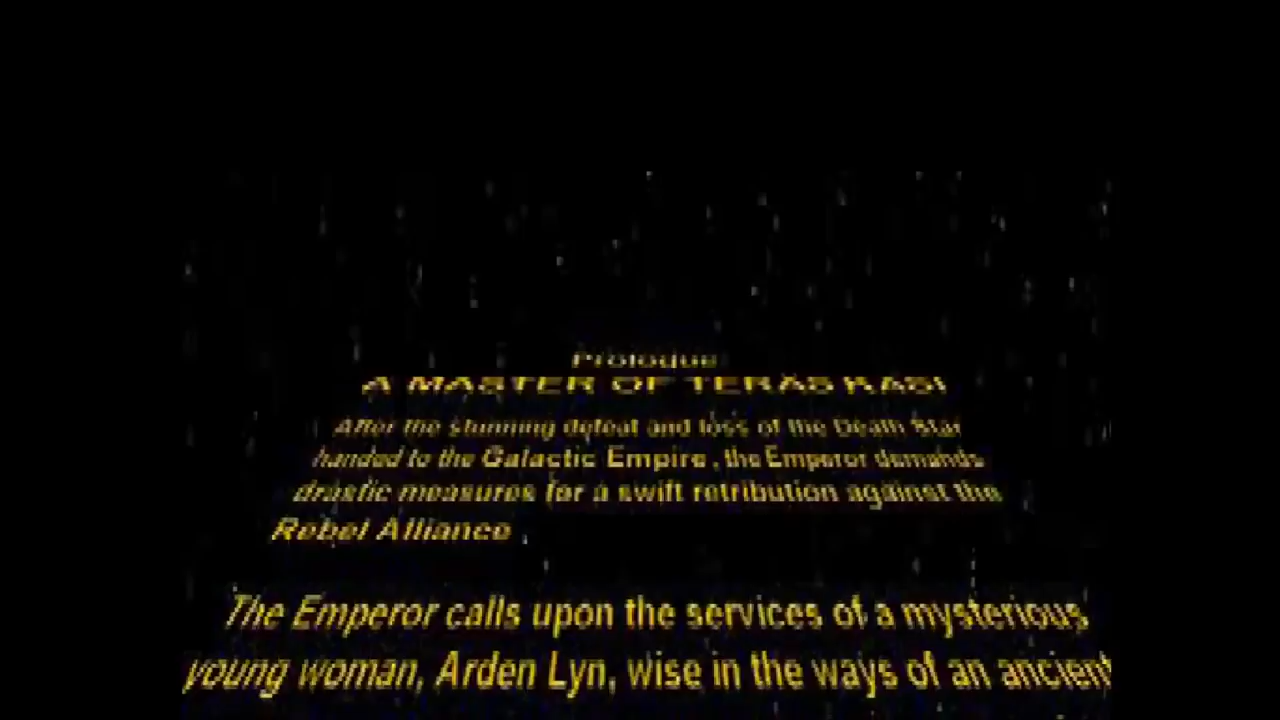 Prologue
A MASTER OF TERAS KASI
After the stunning defeat and loss of the Death Star
handed to the Galactic Empire, the Emperor demands
drastic measures for a swift retribution against the
Rebel Alliance.
The Emperor calls upon the services of a mysterious
young woman, Arden Lyn, wise in the ways of an ancient